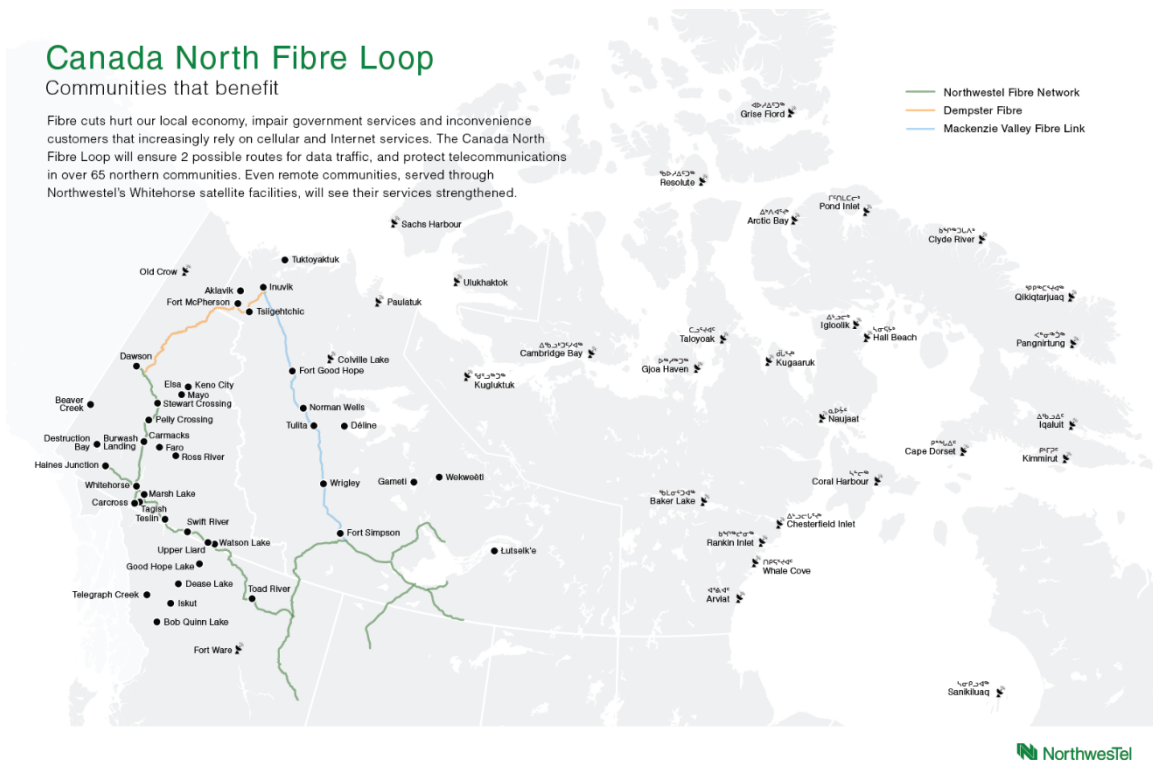 Canada North Fibre Loop
Communities that benefit
Fibre cuts hurt our local economy, impair government services and inconvenience
customers that increasingly rely on cellular and Internet services. The Canada North
Fibre Loop will ensure 2 possible routes for data traffic, and protect telecommunications
in over 65 northern communities. Even remote communities, served through
Northwestel's Whitehorse satellite facilities, will see their services strengthened.
Northwestel Fibre Network
Dempster Fibre
Mackenzie Valley Fibre Link
Grise Fiord
Resolute
Pond Inlet
Arctic Bay
Clyde River
Sachs Harbour
Tuktoyaktuk
Old Crow
Ulukhaktok
Inuvik
Aklavik
Fort McPherson
Tsiigehtchic
Paulatuk
Qikiqtarjuaq
Igloolik
Hall Beach
Pangnirtung
Taloyoak
Cambridge Bay
Gjoa Haven
Kugaaruk
Dawson
Colville Lake
Fort Good Hope
Kugluktuk
Elsa
Keno City
Mayo
Stewart Crossing
Beaver
Creek
Pelly Crossing
Norman Wells
Tulita
Déline
Naujaat
Iqaluit
Destruction
Bay
Burwash
Landing
Carmacks
Faro
Ross River
Cape Dorset
Kimmirut
Haines Junction
Whitehorse
Marsh Lake
Carcross
Tagish
Teslin
Wrigley
Gameti
Wekweètì
Coral Harbour
Baker Lake
Chesterfield Inlet
Swift River
Watson Lake
Upper Liard
Fort Simpson
Rankin Inlet
Łutselk'e
Good Hope Lake
Whale Cove
Dease Lake
Toad River
Telegraph Creek
Iskut
Arviat
Bob Quinn Lake
Fort Ware
Sanikiluaq
NorthwesTel